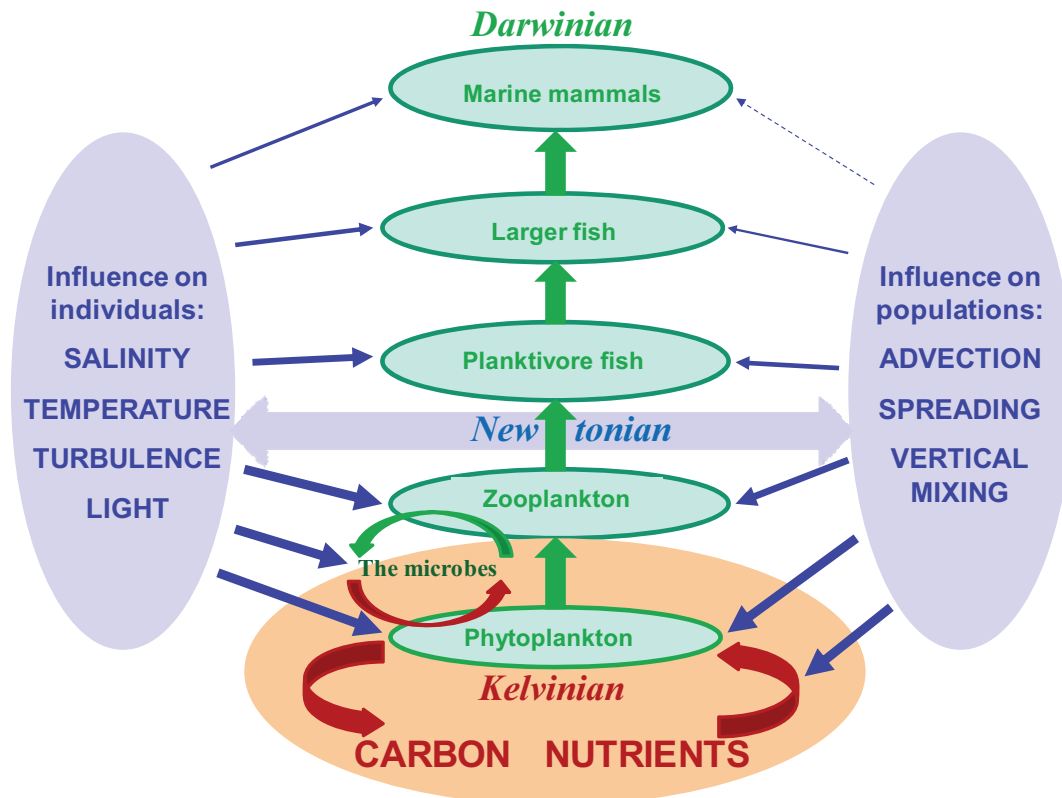 Darwinian
Marine mammals
Larger fish
Influence on
individuals:
SALINITY
TEMPERATURE
TURBULENCE
LIGHT
Planktivore fish
New tonian
Zooplankton
The microbes
Phytoplankton
Kelvinian
CARBON NUTRIENTS
Influence on
populations:
ADVECTION
SPREADING
VERTICAL
MIXING